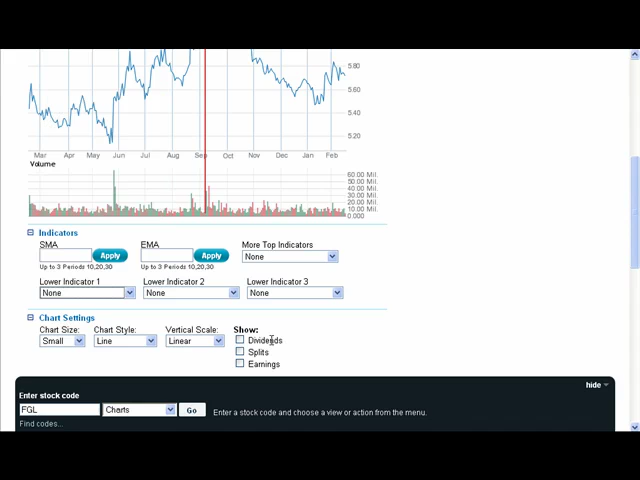 5.80
5.60
5.40
5.20
Mar Apr May Jun Jul Aug Sep Oct Nov Dec Jan Feb
Volume
60.00 Mil.
50.00 Mil.
40.00 Mil.
30.00 Mil.
20.00 Mil.
10.00 Mil.
0.000
Indicators
SMA EMA More Top Indicators
Apply Apply None
Up to 3 Periods 10,20,30 Up to 3 Periods 10,20,30
Lower Indicator 1 Lower Indicator 2 Lower Indicator 3
None None None
Chart Settings
Chart Size: Chart Style: Vertical Scale: Show:
Small Line Linear Dividends
Splits
Earnings
hide
Enter stock code
FGL Charts Go Enter a stock code and choose a view or action from the menu.
Find codes...